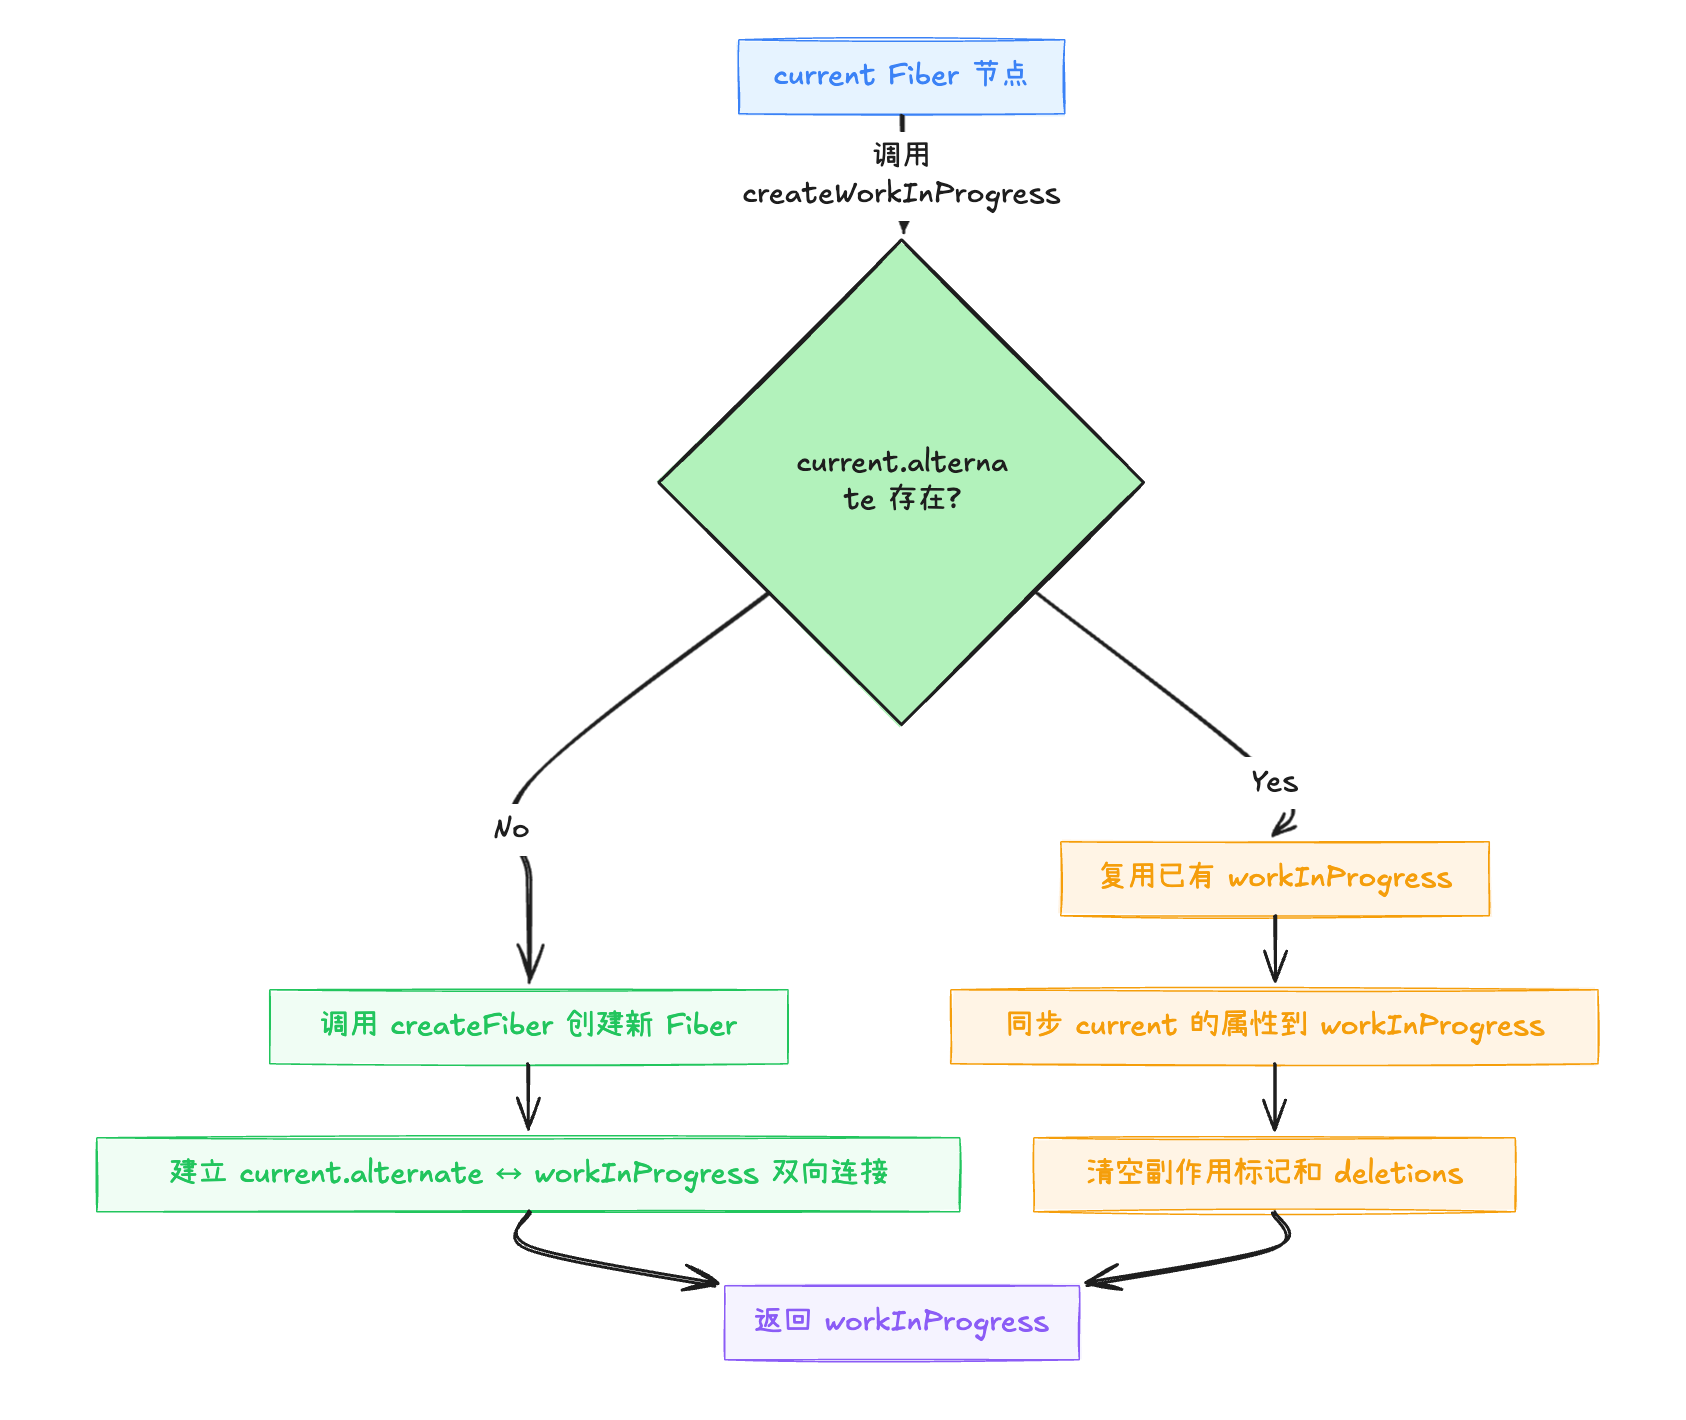 current Fiber 节点
调用
createWorkInProgress
current.alterna
te 存在?
No
Yes
复用已有 workInProgress
调用 createFiber 创建新 Fiber
同步 current 的属性到 workInProgress
建立 current.alternate ↔ workInProgress 双向连接
清空副作用标记和 deletions
返回 workInProgress